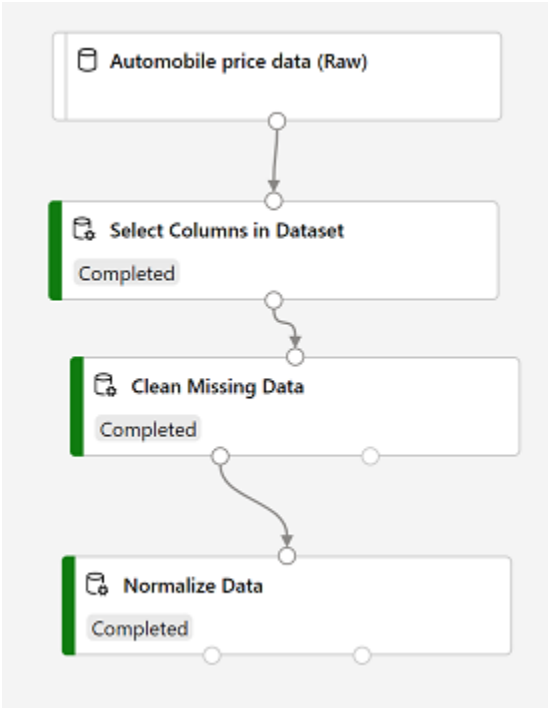 Automobile price data (Raw)
Select Columns in Dataset
Completed
Clean Missing Data
Completed
Normalize Data
Completed